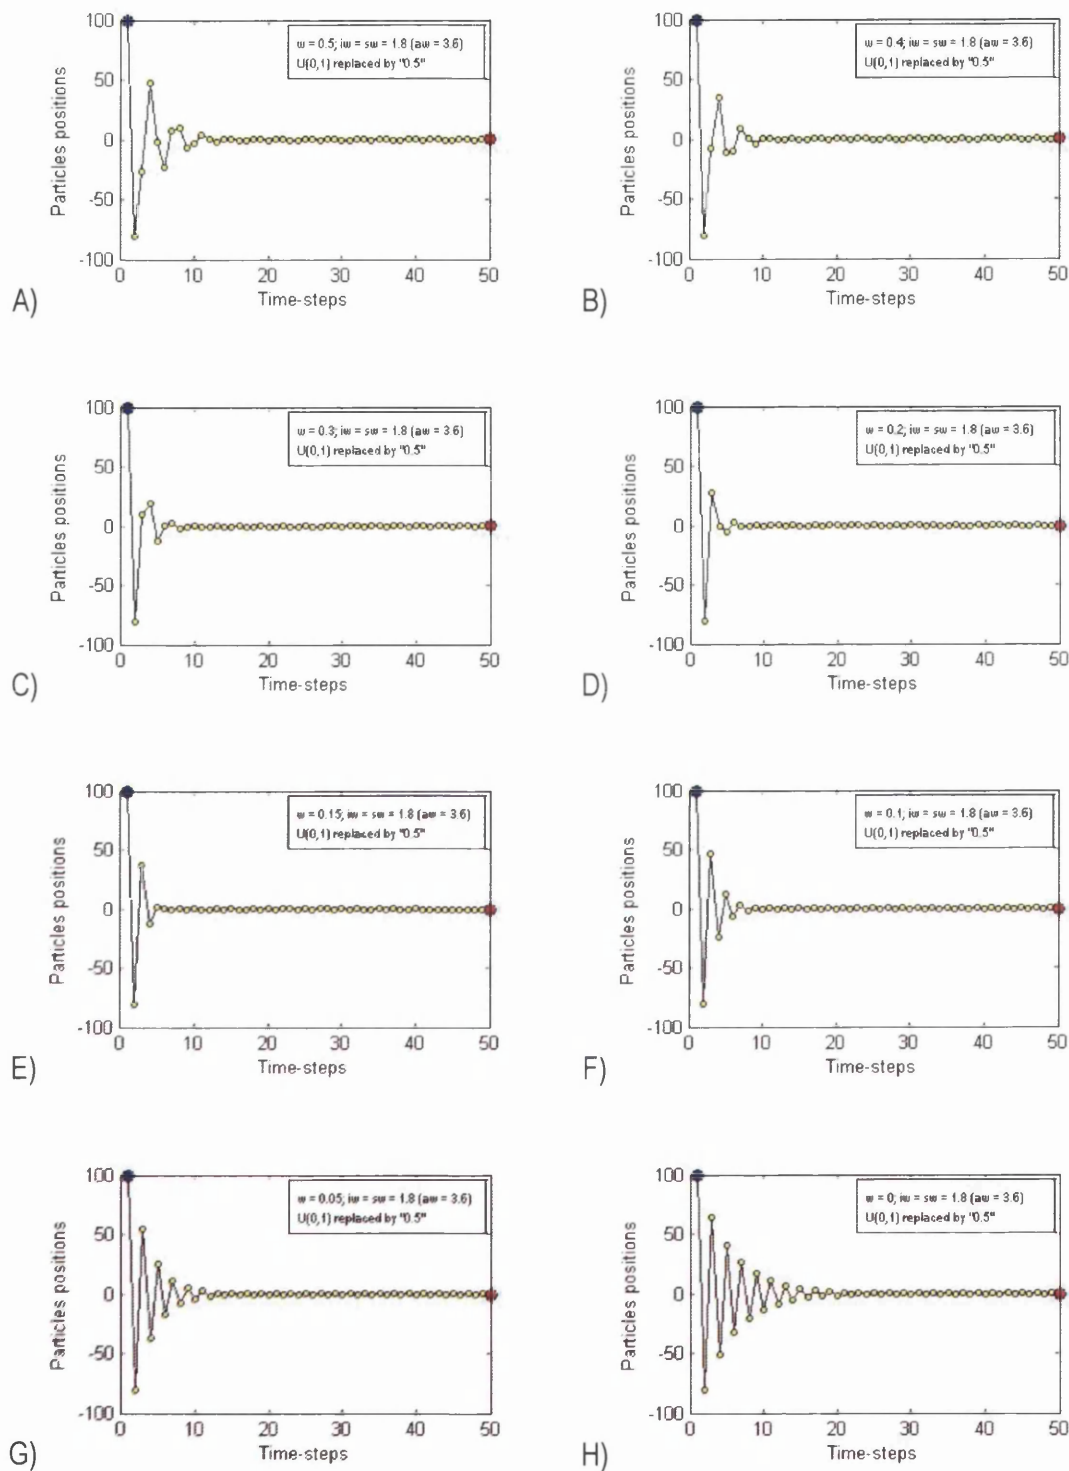 100
50
0
-50
-100
Particles positions
w = 0.5; iw = sw = 1.8 (aw = 3.6)
U(0,1) replaced by "0.5"
0 10 20 30 40 50
Time-steps
A)
100
50
0
-50
-100
Particles positions
w = 0.4; iw = sw = 1.8 (aw = 3.6)
U(0,1) replaced by "0.5"
0 10 20 30 40 50
Time-steps
B)
100
50
0
-50
-100
Particles positions
w = 0.3; iw = sw = 1.8 (aw = 3.6)
U(0,1) replaced by "0.5"
0 10 20 30 40 50
Time-steps
C)
100
50
0
-50
-100
Particles positions
w = 0.2; iw = sw = 1.8 (aw = 3.6)
U(0,1) replaced by "0.5"
0 10 20 30 40 50
Time-steps
D)
100
50
0
-50
-100
Particles positions
w = 0.15; iw = sw = 1.8 (aw = 3.6)
U(0,1) replaced by "0.5"
0 10 20 30 40 50
Time-steps
E)
100
50
0
-50
-100
Particles positions
w = 0.1; iw = sw = 1.8 (aw = 3.6)
U(0,1) replaced by "0.5"
0 10 20 30 40 50
Time-steps
F)
100
50
0
-50
-100
Particles positions
w = 0.05; iw = sw = 1.8 (aw = 3.6)
U(0,1) replaced by "0.5"
0 10 20 30 40 50
Time-steps
G)
100
50
0
-50
-100
Particles positions
w = 0; iw = sw = 1.8 (aw = 3.6)
U(0,1) replaced by "0.5"
0 10 20 30 40 50
Time-steps
H)